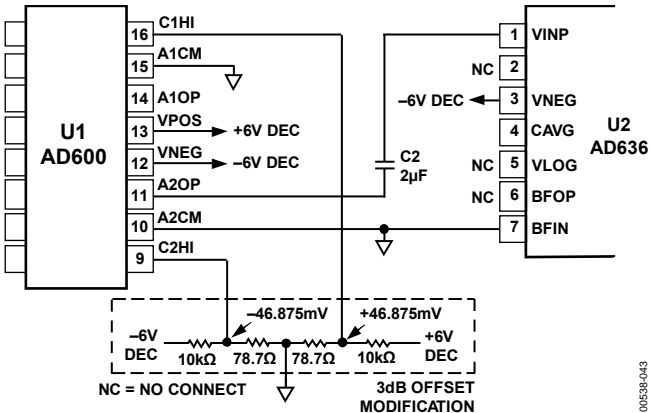 C1HI
16
A1CM
15
14 A1OP
VPOS
13 +6V DEC
VNEG
12 –6V DEC
A2OP
11
A2CM
10
C2HI
9
U1
AD600
1 VINP
NC 2
–6V DEC 3 VNEG
4 CAVG
NC 5 VLOG
NC 6 BFOP
7 BFIN
U2
AD636
C2
2µF
–46.875mV +46.875mV
–6V
DEC
+6V
DEC
10kΩ 78.7Ω 78.7Ω 10kΩ
NC = NO CONNECT
3dB OFFSET
MODIFICATION
00538-043